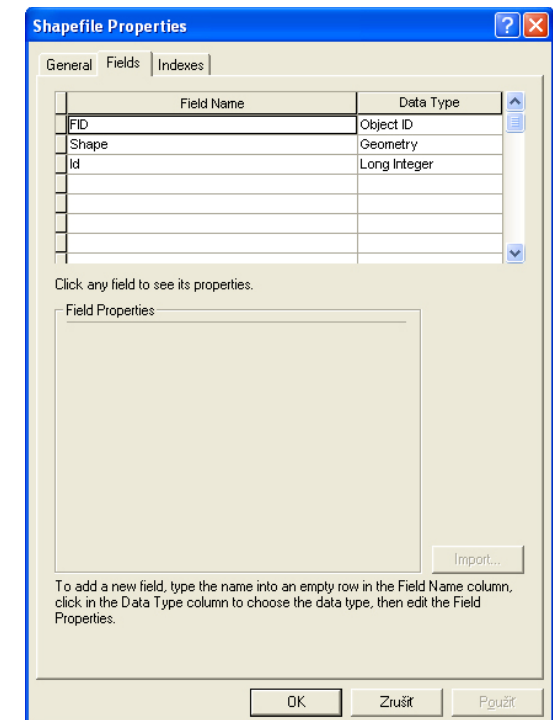 Shapefile Properties
General Fields Indexes
Field Name Data Type
FID Object ID
Shape Geometry
Id Long Integer
Click any field to see its properties.
Field Properties
Import...
To add a new field, type the name into an empty row in the Field Name column,
click in the Data Type column to choose the data type, then edit the Field
Properties.
OK Zrušiť Použiť